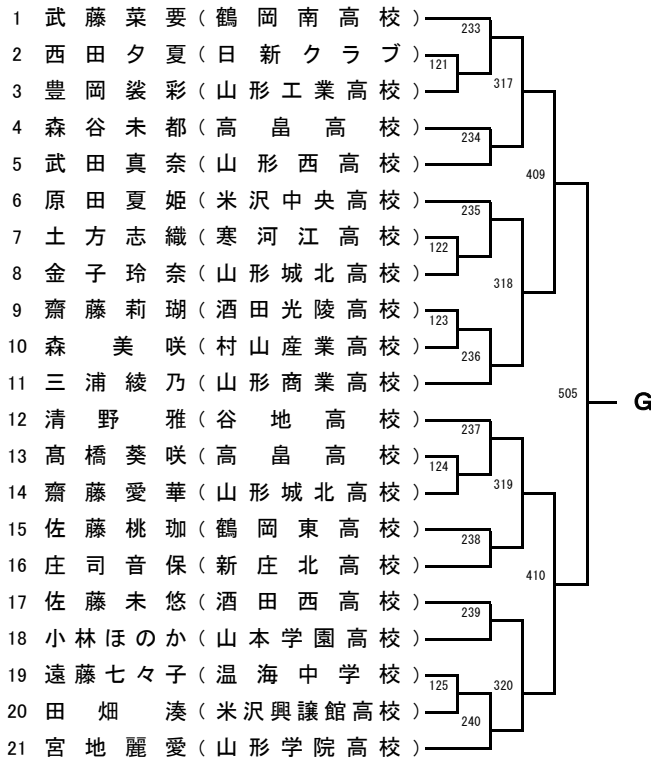 1 武藤菜要(鶴岡南高校)
233
2 西田夕夏(日新クラブ)
121
3 豊岡裟彩(山形工業高校)
317
4 森谷未都(高畠高校)
234
5 武田真奈(山形西高校)
409
6 原田夏姫(米沢中央高校)
235
7 土方志織(寒河江高校)
122
8 金子玲奈(山形城北高校)
318
9 齋藤莉瑚(酒田光陵高校)
123
10 森美咲(村山産業高校)
236
11 三浦綾乃(山形商業高校)
505
G
12 清野雅(谷地高校)
237
13 髙橋葵咲(高畠高校)
124
14 齋藤愛華(山形城北高校)
319
15 佐藤桃珈(鶴岡東高校)
238
16 庄司音保(新庄北高校)
410
17 佐藤未悠(酒田西高校)
239
18 小林ほのか(山本学園高校)
19 遠藤七々子(温海中学校)
125
320
20 田畑湊(米沢興譲館高校)
240
21 宮地麗愛(山形学院高校)